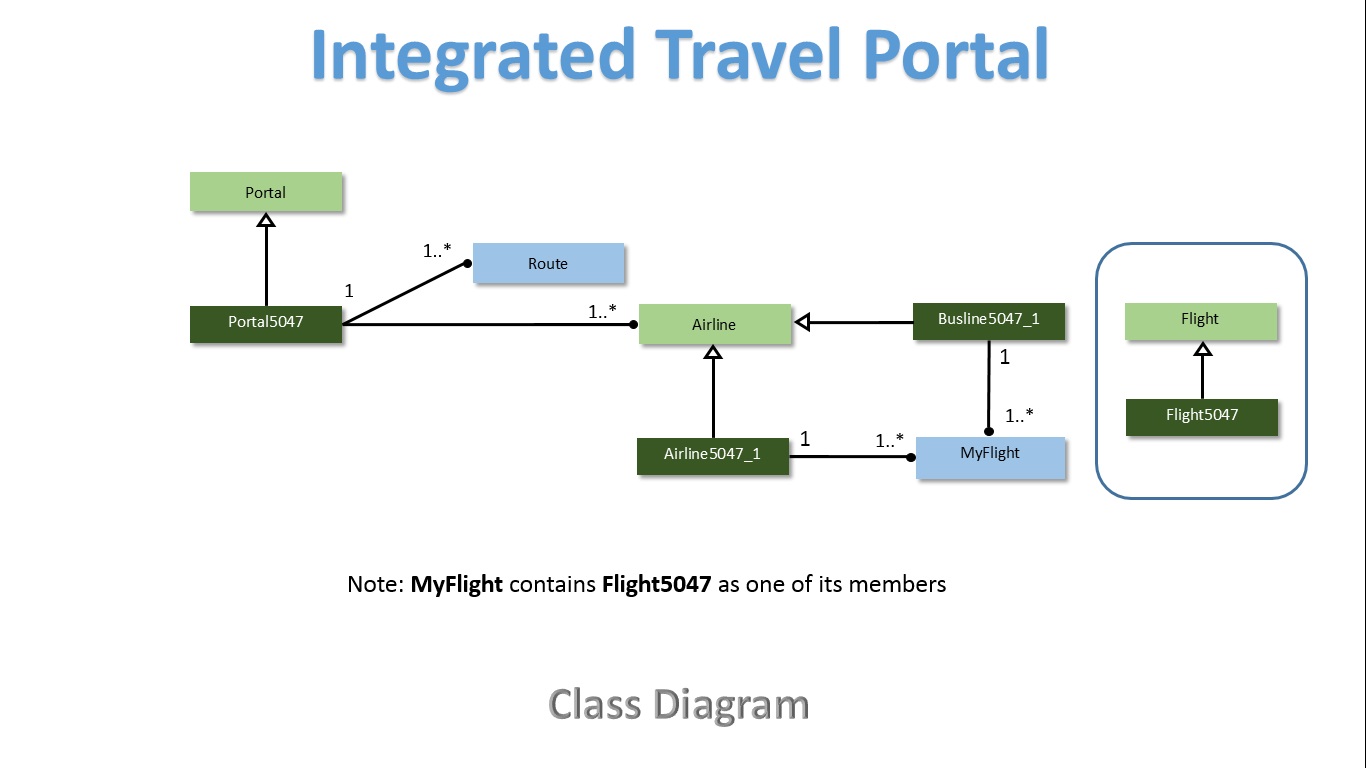 Integrated Travel Portal
Portal
1..*
Route
1
Portal5047
1..*
Airline
Busline5047_1
Flight
1
1..*
Flight5047
Airline5047_1
1
1..*
MyFlight
Note: MyFlight contains Flight5047 as one of its members
Class Diagram